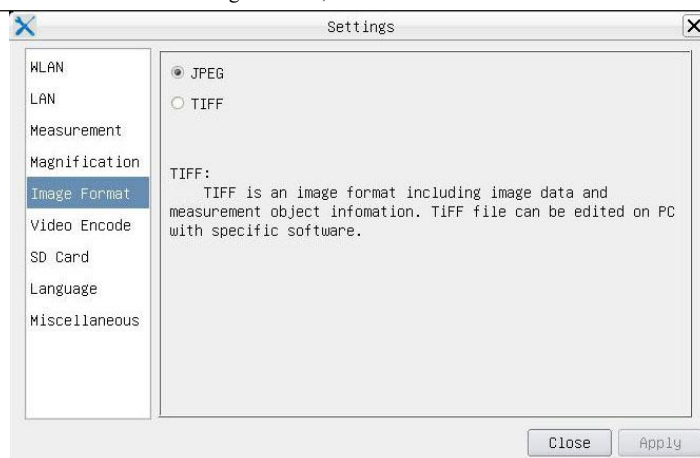 Settings
WLAN
LAN
Measurement
Magnification
Image Format
Video Encode
SD Card
Language
Miscellaneous
JPEG
TIFF
TIFF:
TIFF is an image format including image data and
measurement object infomation. TiFF file can be edited on PC
with specific software.
Close
Apply